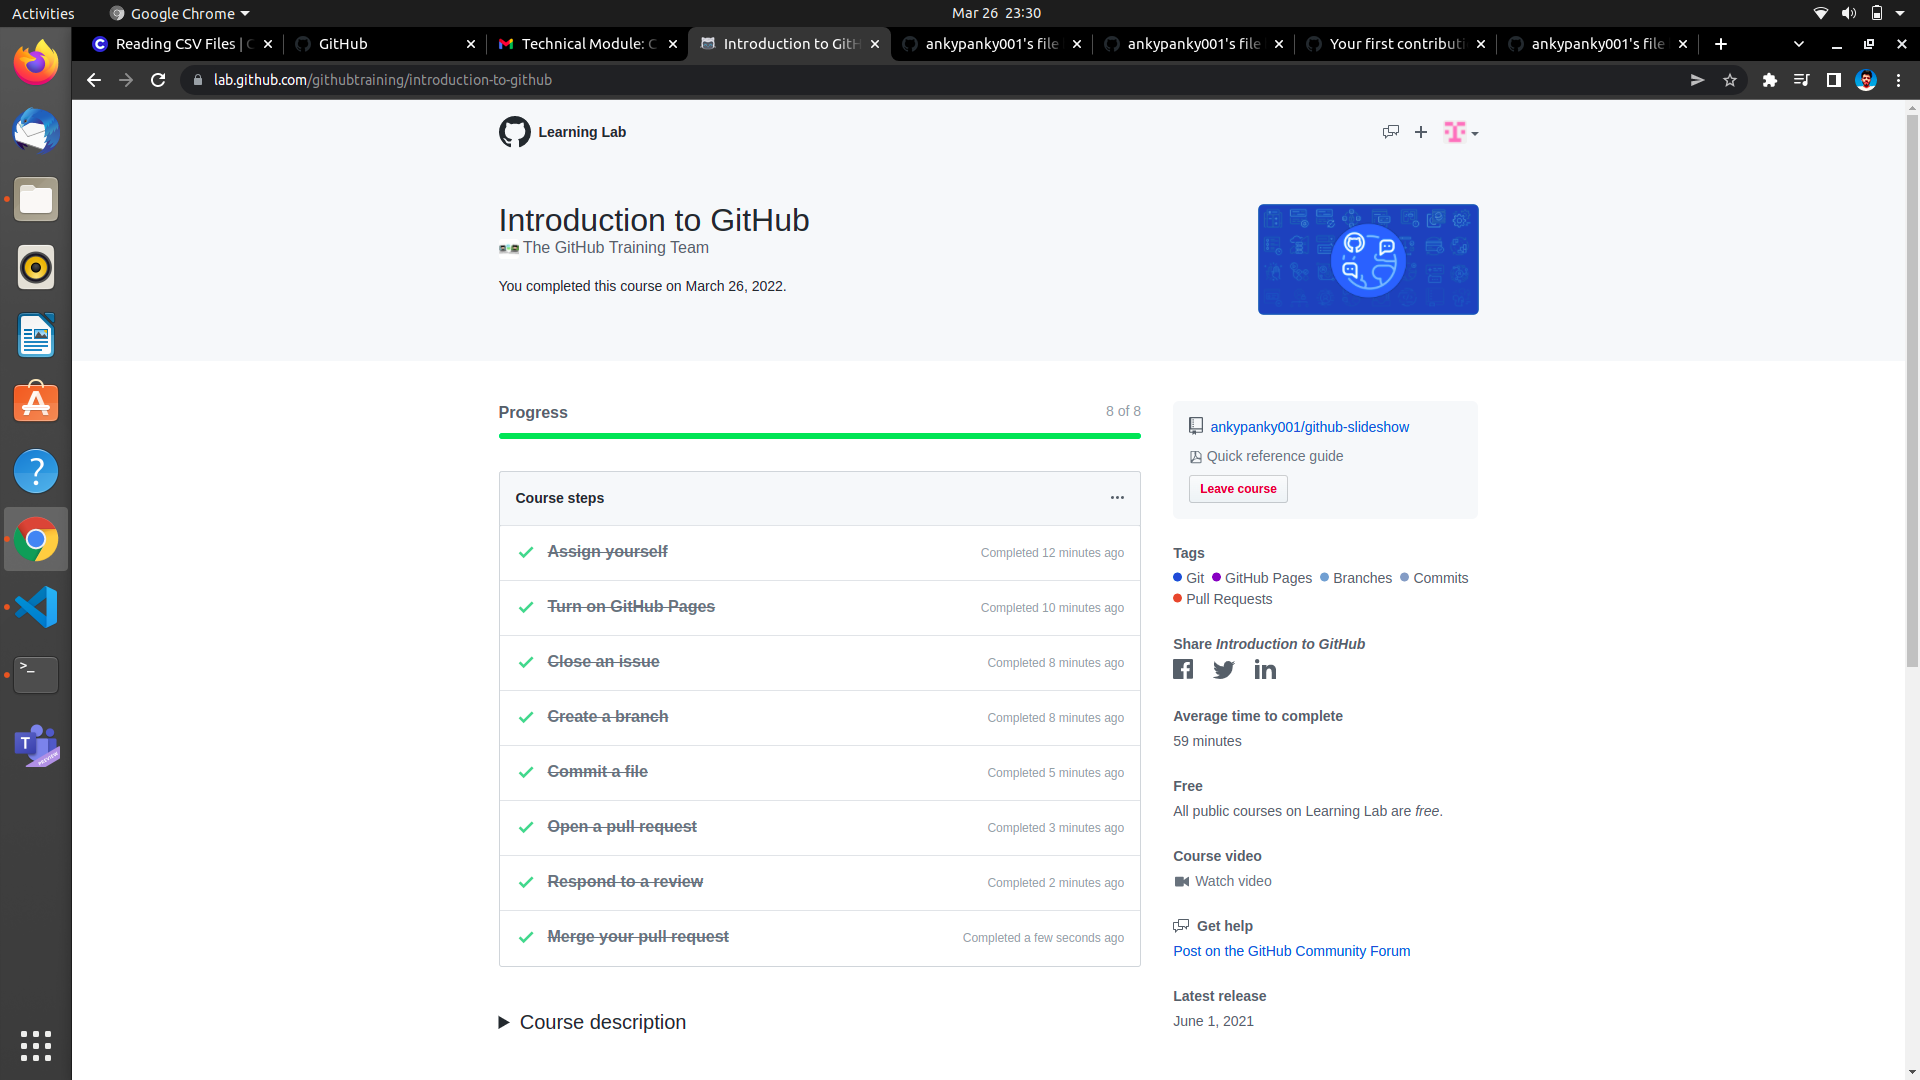 Activities
Google Chrome
Mar 26 23:30
Reading CSV Files | C
GitHub
Technical Module: C
Introduction to GitH
ankypanky001's file
ankypanky001's file
Your first contributi
ankypanky001's file
lab.github.com/githubtraining/introduction-to-github
Learning Lab
Introduction to GitHub
The GitHub Training Team
You completed this course on March 26, 2022.
Progress
8 of 8
Course steps
Assign yourself
Completed 12 minutes ago
Turn on GitHub Pages
Completed 10 minutes ago
Close an issue
Completed 8 minutes ago
Create a branch
Completed 8 minutes ago
Commit a file
Completed 5 minutes ago
Open a pull request
Completed 3 minutes ago
Respond to a review
Completed 2 minutes ago
Merge your pull request
Completed a few seconds ago
Course description
ankypanky001/github-slideshow
Quick reference guide
Leave course
Tags
Git GitHub Pages Branches Commits
Pull Requests
Share Introduction to GitHub
Average time to complete
59 minutes
Free
All public courses on Learning Lab are free.
Course video
Watch video
Get help
Post on the GitHub Community Forum
Latest release
June 1, 2021